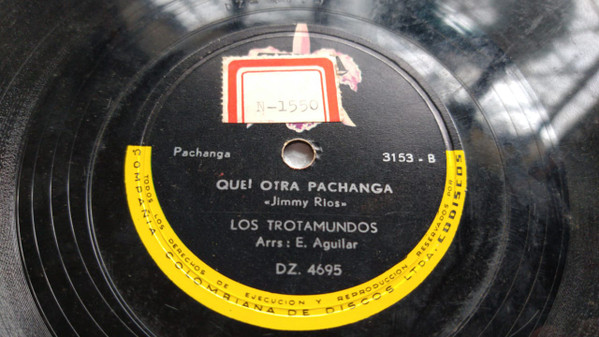 N-1550
Pachanga
3153 - B
QUE! OTRA PACHANGA
«Jimmy Rios»
LOS TROTAMUNDOS
Arrs: E. Aguilar
DZ. 4695
TODOS LOS DERECHOS DE EJECUCION Y REPRODUCCION RESERVADOS POR
COMPAÑIA COLOMBIANA DE DISCOS LTDA. CODISCOS